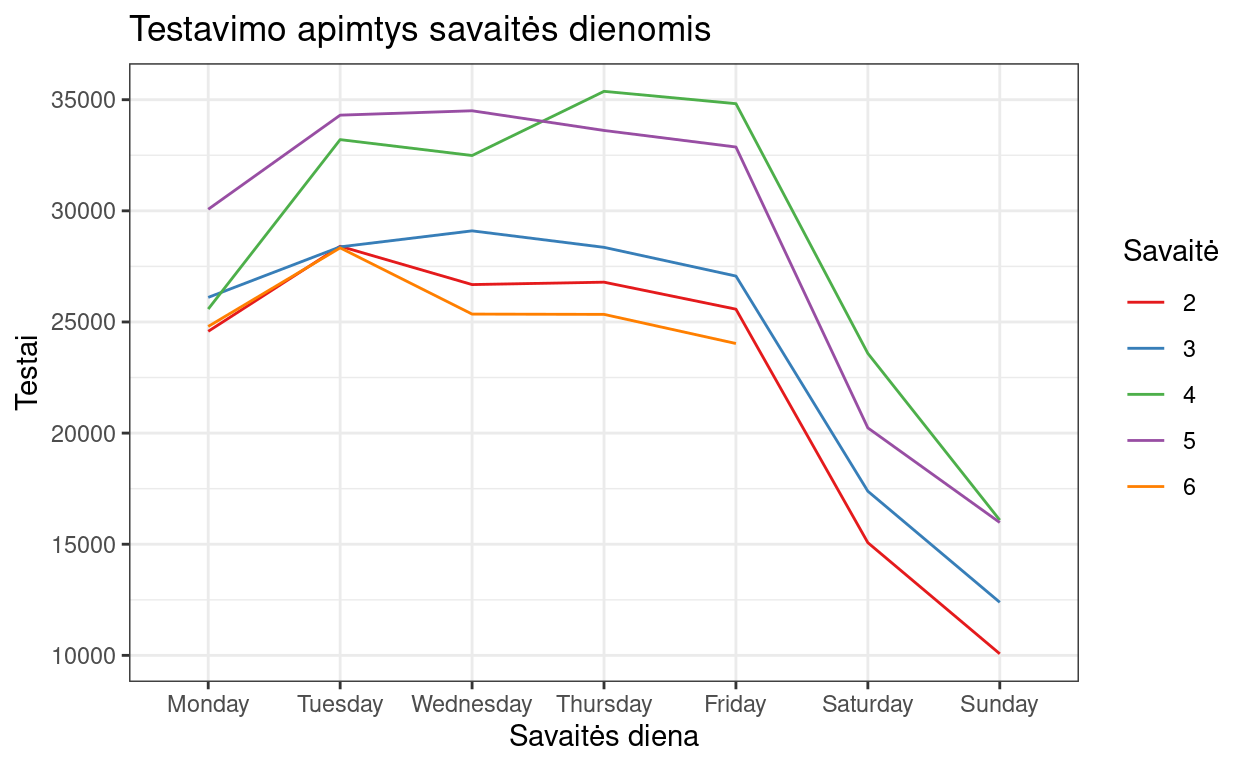 Testavimo apimtys savaitės dienomis
35000
30000
25000
20000
15000
10000
Testai
Monday Tuesday Wednesday Thursday Friday Saturday Sunday
Savaitės diena
Savaitė
2
3
4
5
6